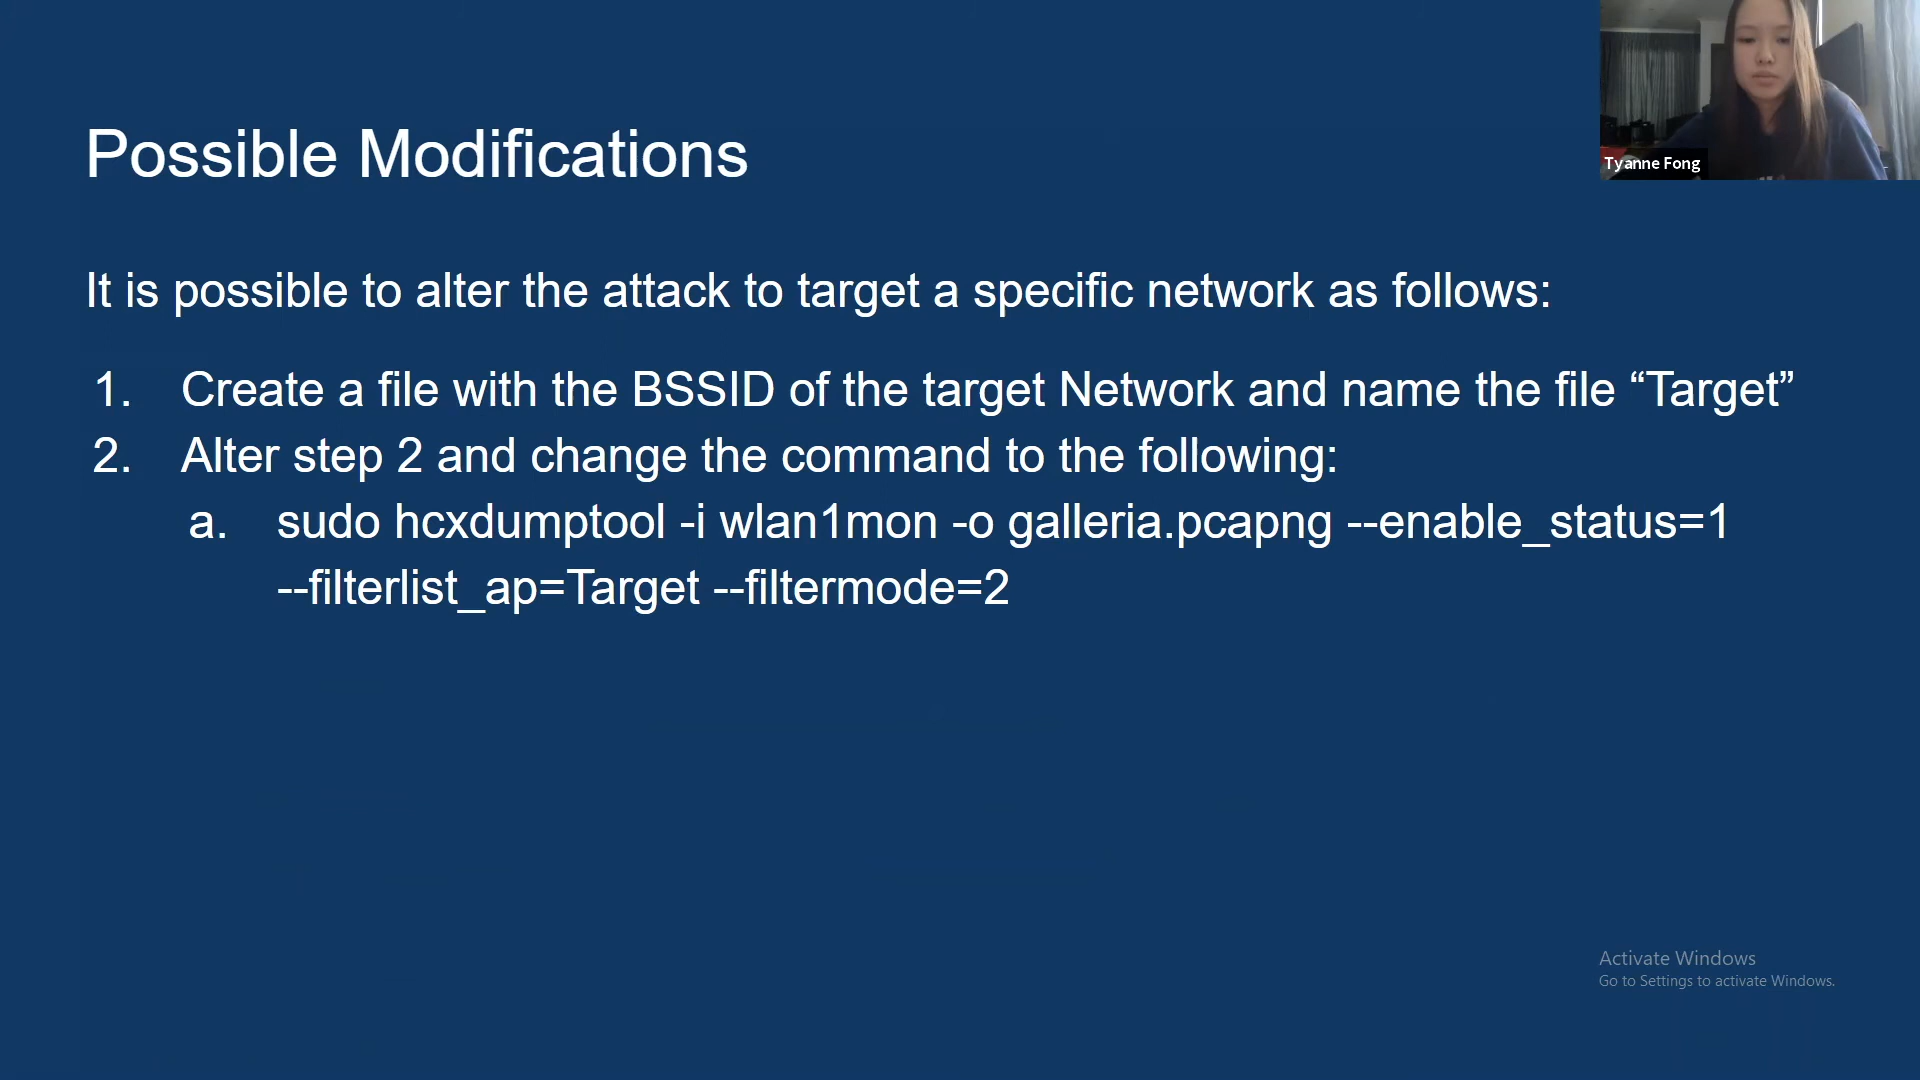 Possible Modifications
Tyanne Fong
It is possible to alter the attack to target a specific network as follows:
1. Create a file with the BSSID of the target Network and name the file “Target”
2. Alter step 2 and change the command to the following:
a. sudo hcxdumptool -i wlan1mon -o galleria.pcapng --enable_status=1
--filterlist_ap=Target --filtermode=2
Activate Windows
Go to Settings to activate Windows.